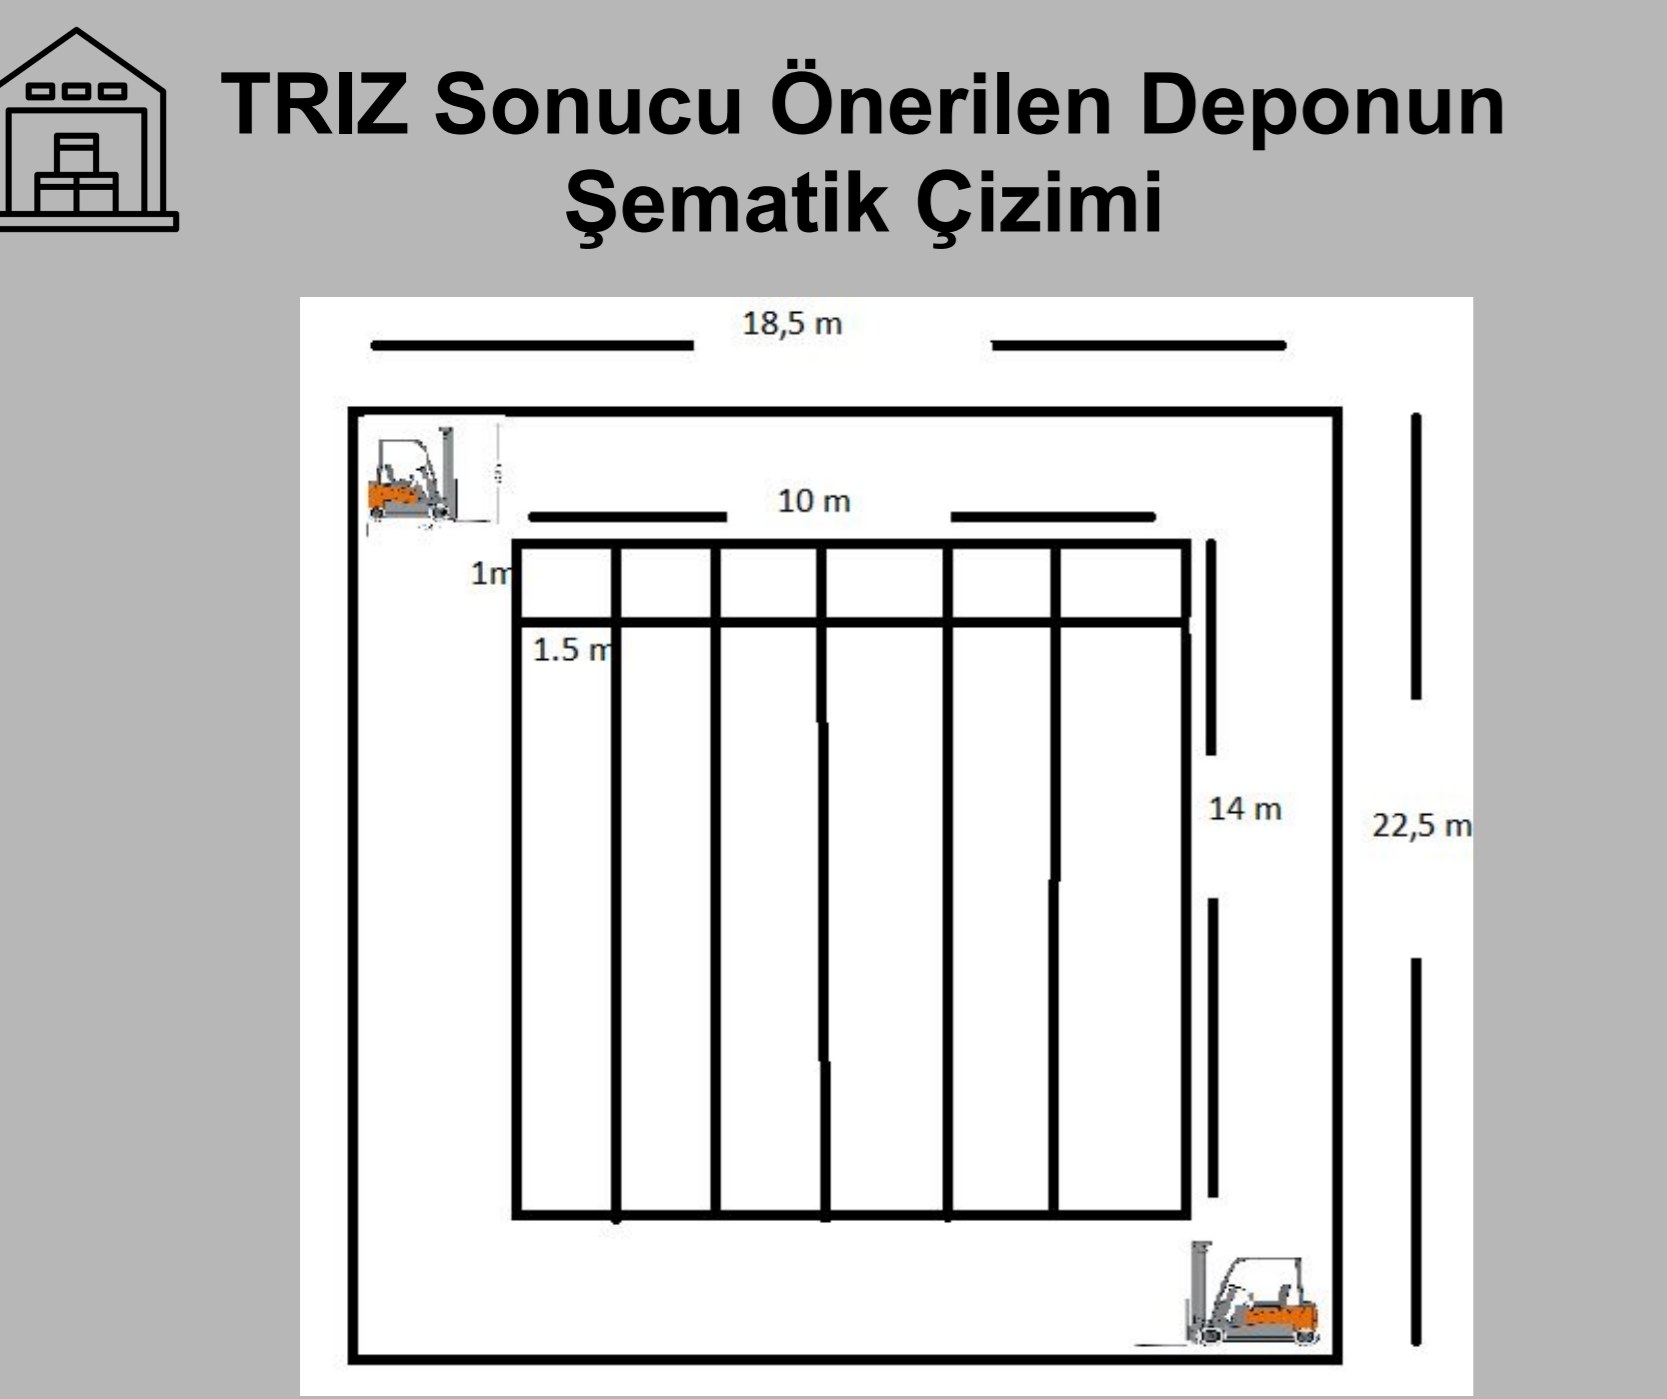 TRIZ Sonucu Önerilen Deponun
Şematik Çizimi
18,5 m
10 m
1m
1.5 m
14 m
22,5 m